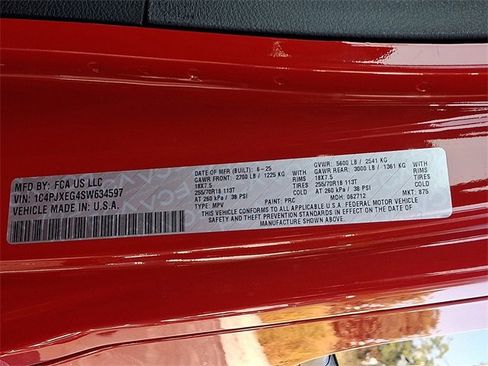 MFD BY: FCA US LLC
VIN: 1C4PJXEG4SW634597
VEHICLE MADE IN: U.S.A.
DATE OF MFR (BUILT): 6-25
GAWR FRONT: 2700 LB / 1225 KG WITH
18X7.5 RIMS
255/70R18 113T TIRES
AT 260 kPa / 38 PSI COLD
TYPE: MPV
PAINT: PRC
GVWR: 5600 LB / 2541 KG
GAWR REAR: 3000 LB / 1361 KG WITH
18X7.5 RIMS
255/70R18 113T TIRES
AT 260 kPa / 38 PSI COLD
MDH: 062712 MKT: 875
THIS VEHICLE CONFORMS TO ALL APPLICABLE U.S.A. FEDERAL MOTOR VEHICLE
SAFETY AND THEFT PREVENTION STANDARDS IN EFFECT ON THE DATE OF
MANUFACTURE SHOWN ABOVE.